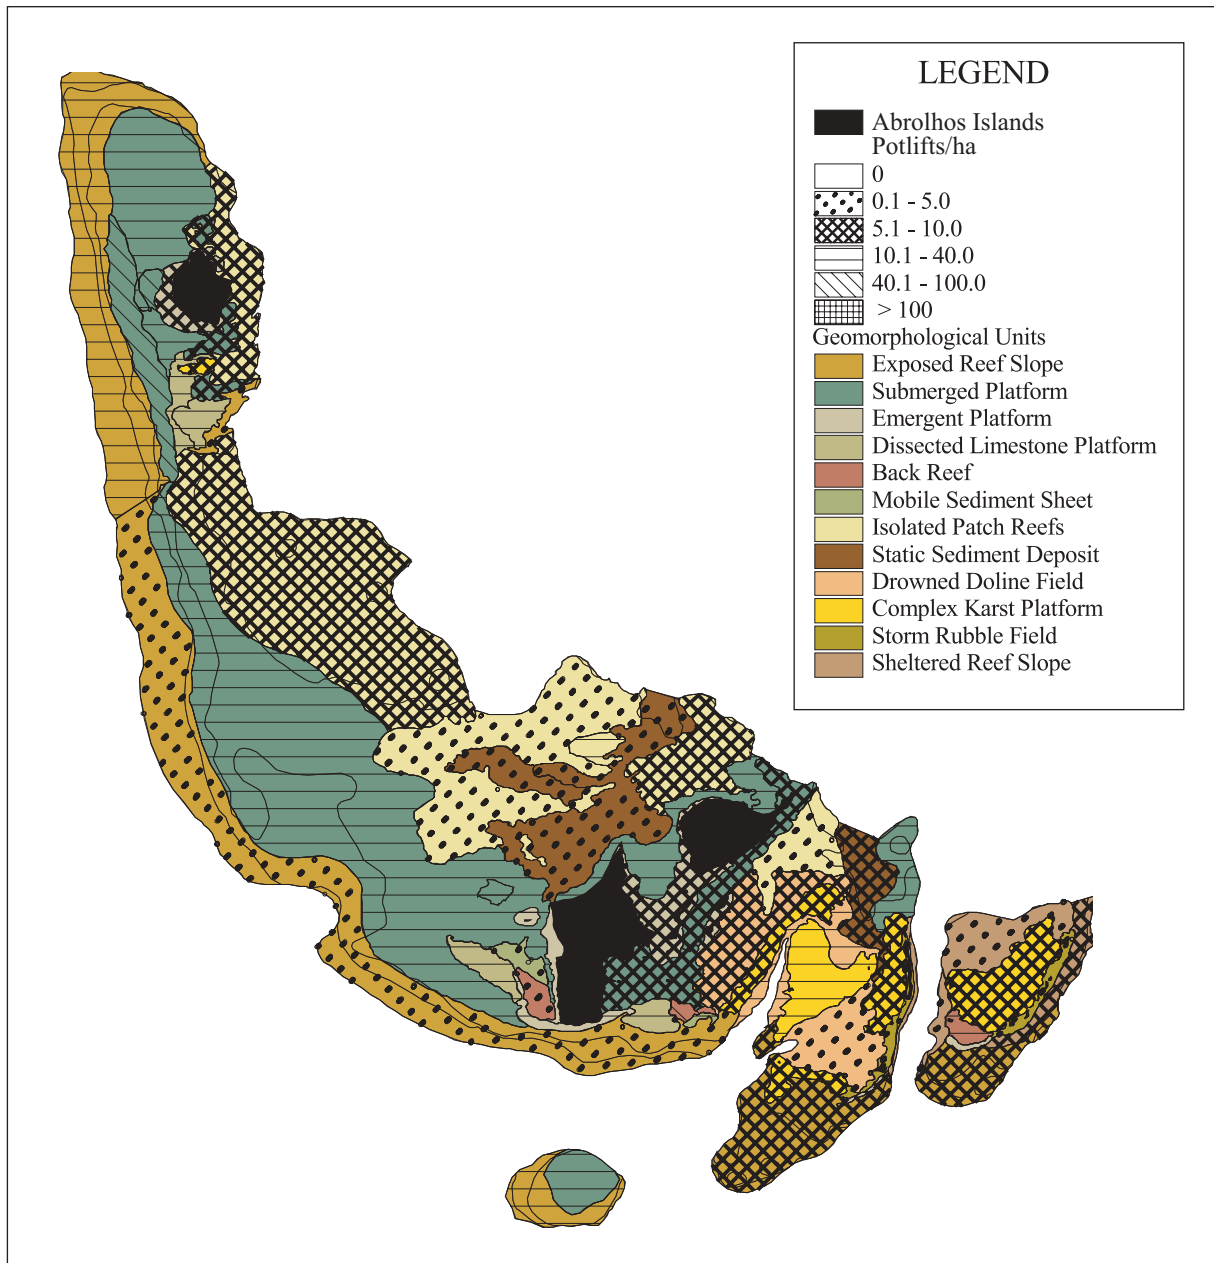 LEGEND
Abrolhos Islands
Potlifts/ha
0
0.1 - 5.0
5.1 - 10.0
10.1 - 40.0
40.1 - 100.0
> 100
Geomorphological Units
Exposed Reef Slope
Submerged Platform
Emergent Platform
Dissected Limestone Platform
Back Reef
Mobile Sediment Sheet
Isolated Patch Reefs
Static Sediment Deposit
Drowned Doline Field
Complex Karst Platform
Storm Rubble Field
Sheltered Reef Slope